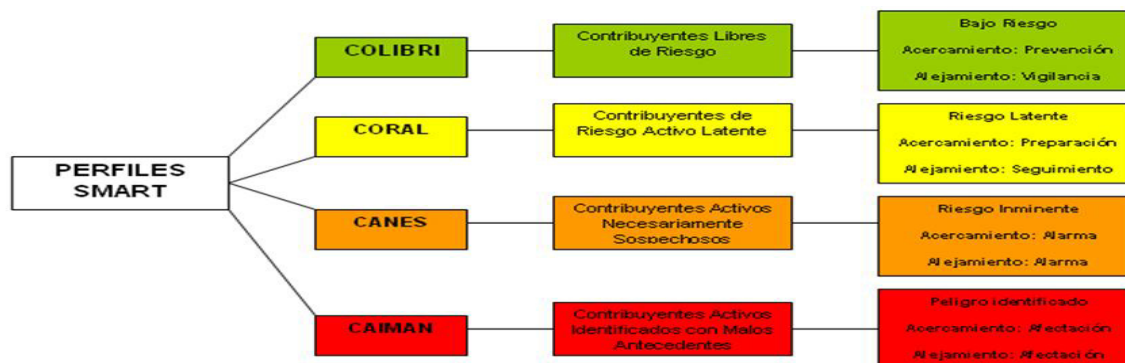 PERFILES
SMART
COLIBRI
Contribuyentes Libres
de Riesgo
Bajo Riesgo
Acercamiento: Prevención
Alejamiento: Vigilancia
CORAL
Contribuyentes de
Riesgo Activo Latente
Riesgo Latente
Acercamiento: Preparación
Alejamiento: Seguimiento
CANES
Contribuyentes Activos
Necesariamente
Sospechosos
Riesgo Inminente
Acercamiento: Alarma
Alejamiento: Alarma
CAIMAN
Contribuyentes Activos
Identificados con Malos
Antecedentes
Peligro identificado
Acercamiento: Afectación
Alejamiento: Afectación